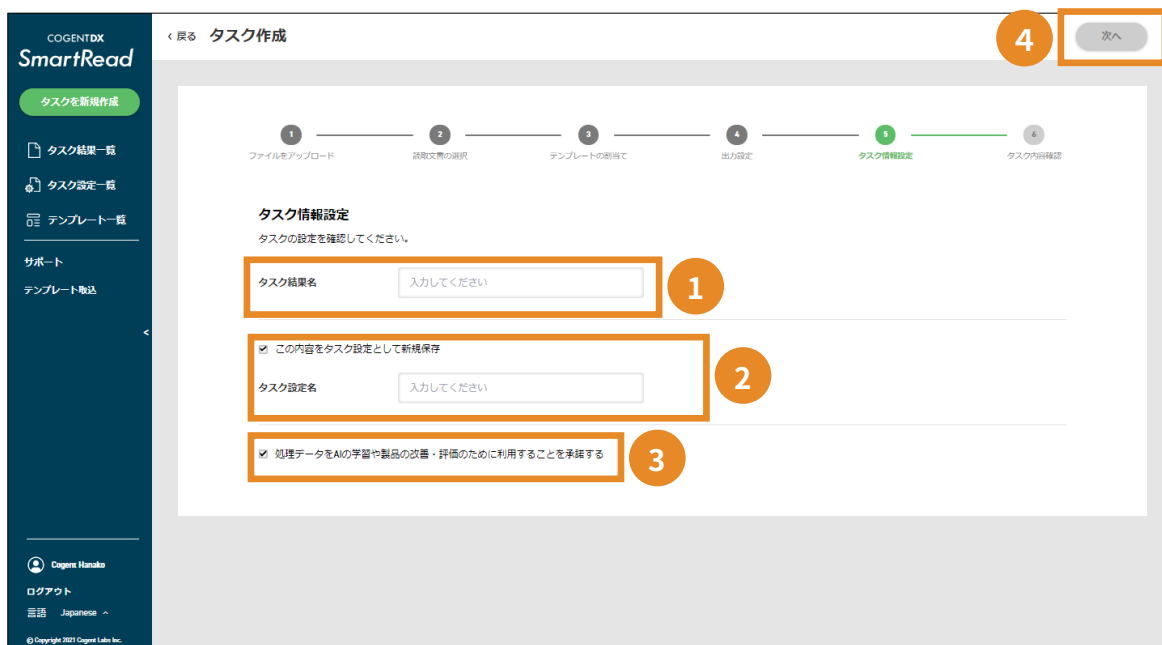 COGENTDX
SmartRead
タスクを新規作成
タスク結果一覧
タスク設定一覧
テンプレート一覧
サポート
テンプレート取込
<
Cogent Hanako
ログアウト
言語 Japanese
© Copyright 2021 Cogent Labs Inc.
< 戻る タスク作成
4
次へ
1 2 3 4 5 6
ファイルをアップロード 読取文書の選択 テンプレートの割当て 出力設定 タスク情報設定 タスク内容確認
タスク情報設定
タスクの設定を確認してください。
タスク結果名 入力してください
1
この内容をタスク設定として新規保存
タスク設定名 入力してください
2
処理データをAIの学習や製品の改善・評価のために利用することを承諾する
3